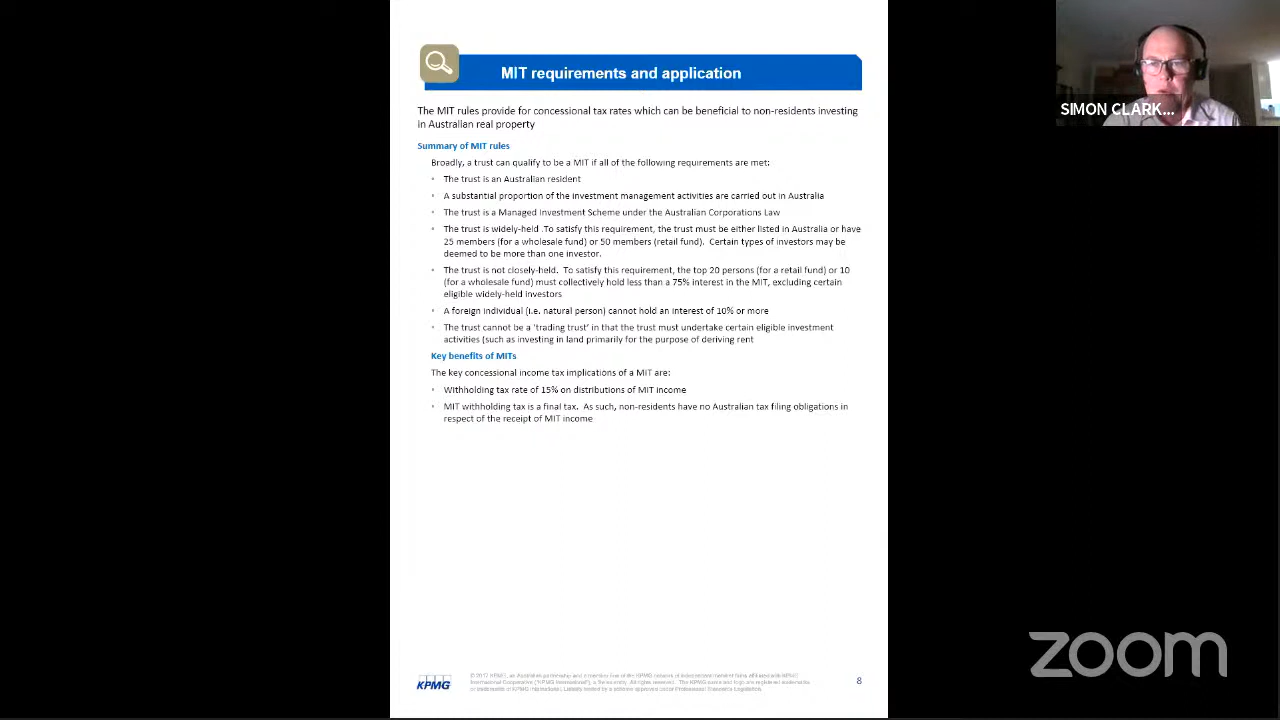 MIT requirements and application
The MIT rules provide for concessional tax rates which can be beneficial to non-residents investing
in Australian real property
Summary of MIT rules
Broadly, a trust can qualify to be a MIT if all of the following requirements are met:
• The trust is an Australian resident
• A substantial proportion of the investment management activities are carried out in Australia
• The trust is a Managed Investment Scheme under the Australian Corporations Law
• The trust is widely-held .To satisfy this requirement, the trust must be either listed in Australia or have
25 members (for a wholesale fund) or 50 members (retail fund). Certain types of investors may be
deemed to be more than one investor.
• The trust is not closely-held. To satisfy this requirement, the top 20 persons (for a retail fund) or 10
(for a wholesale fund) must collectively hold less than a 75% interest in the MIT, excluding certain
eligible widely-held investors
• A foreign individual (i.e. natural person) cannot hold an interest of 10% or more
• The trust cannot be a ‘trading trust’ in that the trust must undertake certain eligible investment
activities (such as investing in land primarily for the purpose of deriving rent
Key benefits of MITs
The key concessional income tax implications of a MIT are:
• Withholding tax rate of 15% on distributions of MIT income
• MIT withholding tax is a final tax. As such, non-residents have no Australian tax filing obligations in
respect of the receipt of MIT income
KPMG
8
SIMON CLARK...
zoom